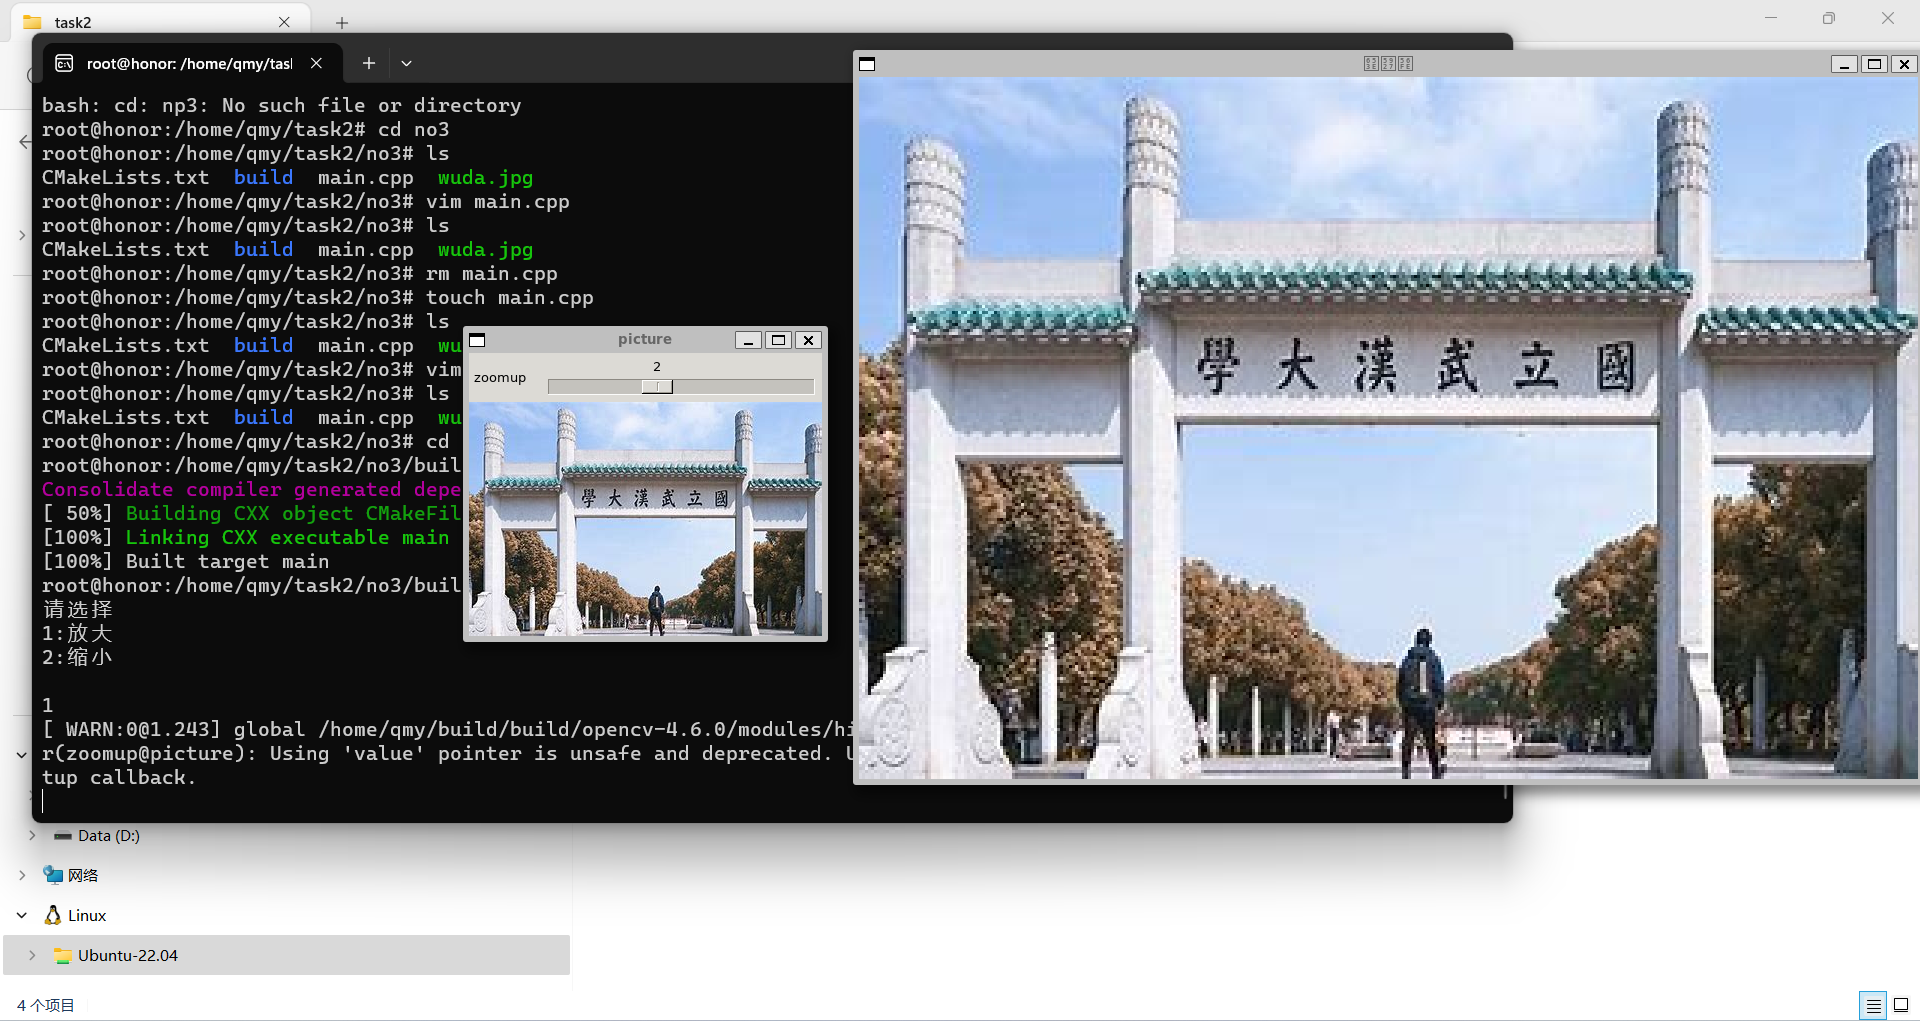 task2
root@honor: /home/qmy/tas
bash: cd: np3: No such file or directory
root@honor:/home/qmy/task2# cd no3
root@honor:/home/qmy/task2/no3# ls
CMakeLists.txt  build  main.cpp  wuda.jpg
root@honor:/home/qmy/task2/no3# vim main.cpp
root@honor:/home/qmy/task2/no3# ls
CMakeLists.txt  build  main.cpp  wuda.jpg
root@honor:/home/qmy/task2/no3# rm main.cpp
root@honor:/home/qmy/task2/no3# touch main.cpp
root@honor:/home/qmy/task2/no3# ls
CMakeLists.txt  build  main.cpp  wu
root@honor:/home/qmy/task2/no3# vim
root@honor:/home/qmy/task2/no3# ls
CMakeLists.txt  build  main.cpp  wu
root@honor:/home/qmy/task2/no3# cd
root@honor:/home/qmy/task2/no3/buil
Consolidate compiler generated depe
[ 50%] Building CXX object CMakeFil
[100%] Linking CXX executable main
[100%] Built target main
root@honor:/home/qmy/task2/no3/buil
请选择
1:放大
2:缩小
1
[ WARN:0@1.243] global /home/qmy/build/build/opencv-4.6.0/modules/hi
r(zoomup@picture): Using 'value' pointer is unsafe and deprecated. U
tup callback.
picture
2
zoomup
學大漢武立國
學大漢武立國
Data (D:)
网络
Linux
Ubuntu-22.04
4 个项目